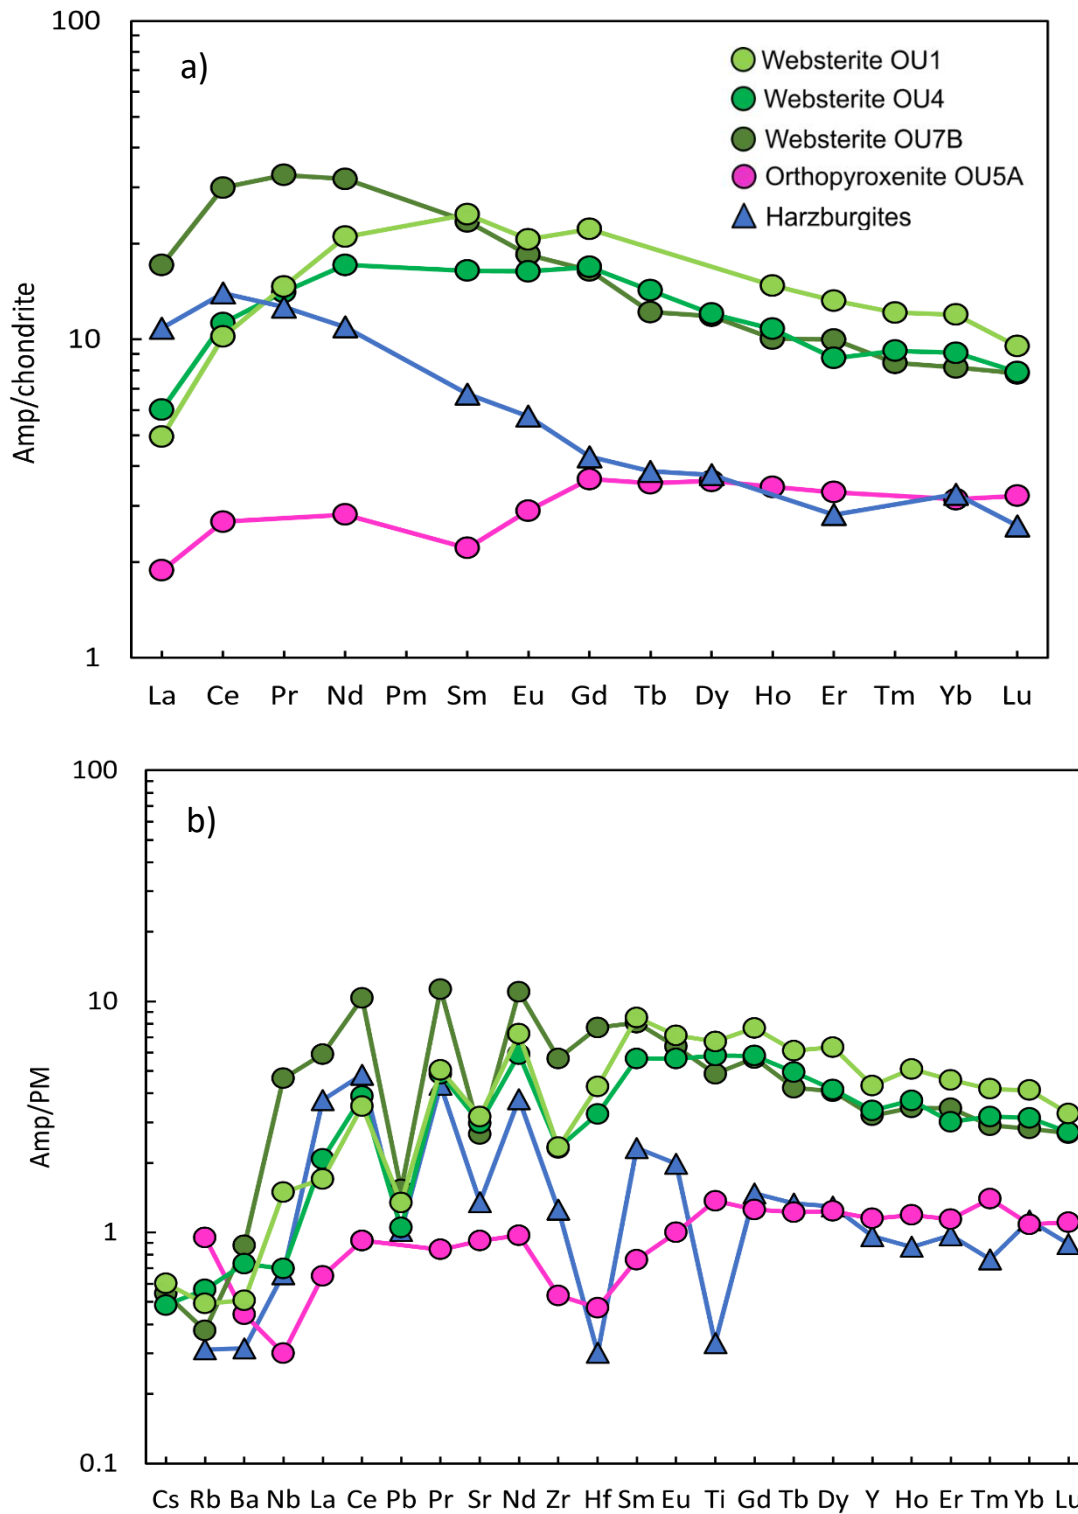 100
a)
Websterite OU1
Websterite OU4
Websterite OU7B
Orthopyroxenite OU5A
Harzburgites
10
Amp/chondrite
1
La Ce Pr Nd Pm Sm Eu Gd Tb Dy Ho Er Tm Yb Lu
100
b)
10
Amp/PM
1
0.1
Cs Rb Ba Nb La Ce Pb Pr Sr Nd Zr Hf Sm Eu Ti Gd Tb Dy Y Ho Er Tm Yb Lu